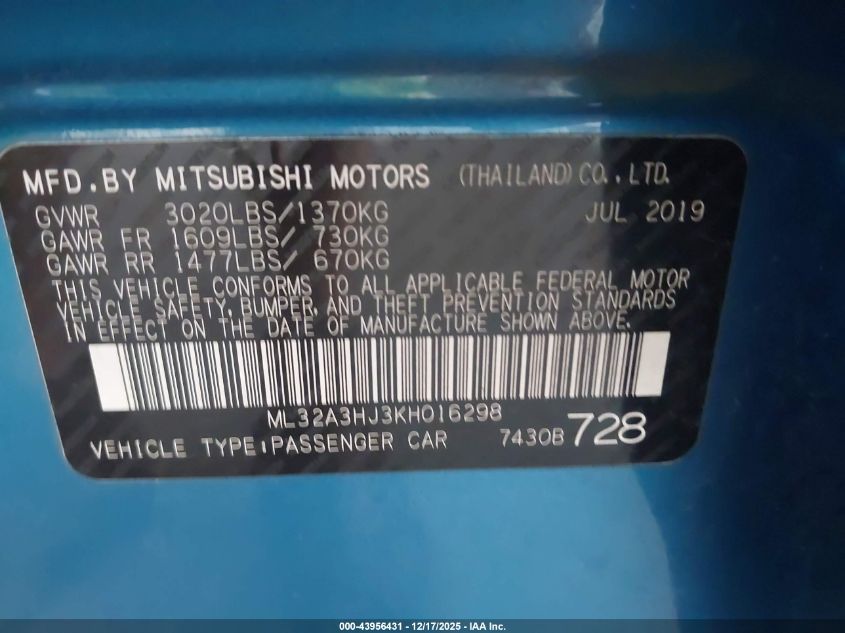 MFD.BY MITSUBISHI MOTORS (THAILAND) CO.,LTD.
GVWR 3020LBS/1370KG JUL 2019
GAWR FR 1609LBS/ 730KG
GAWR RR 1477LBS/ 670KG
THIS VEHICLE CONFORMS TO ALL APPLICABLE FEDERAL MOTOR
VEHICLE SAFETY, BUMPER, AND THEFT PREVENTION STANDARDS
IN EFFECT ON THE DATE OF MANUFACTURE SHOWN ABOVE.
ML32A3HJ3KH016298
VEHICLE TYPE:PASSENGER CAR 7430B 728
000-43956431 - 12/17/2025 - IAA Inc.